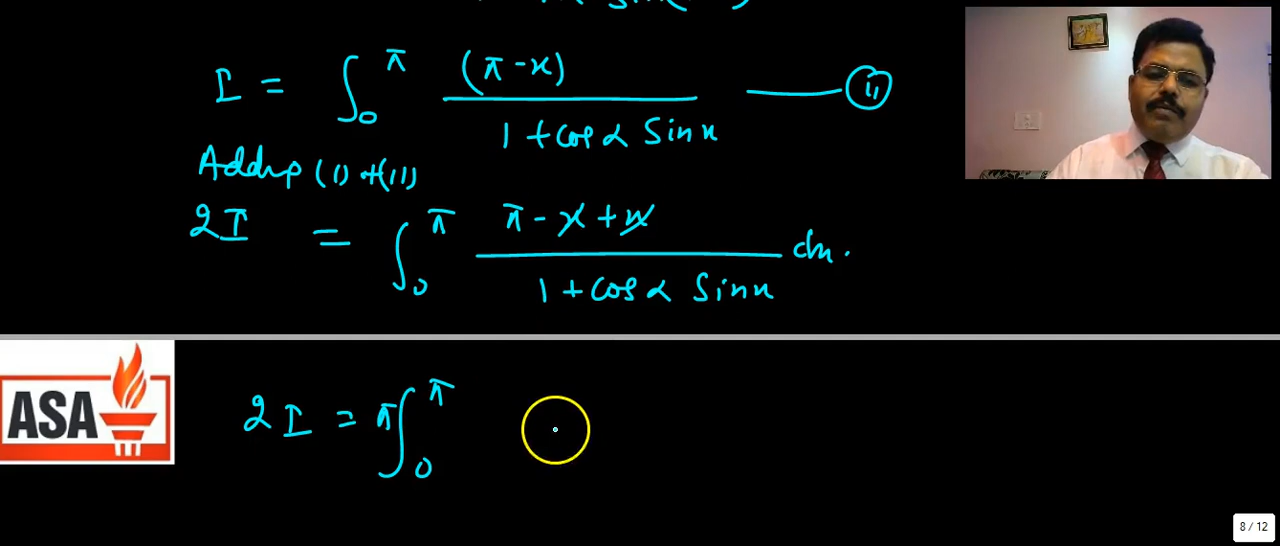 I = ∫₀^π (π-x) / 1 + cos α Sin x —— (II)
Adding (I) + (II)
2I = ∫₀^π π - x + x / 1 + cos α Sin x dx.
ASA
2I = π∫₀^π
8 / 12